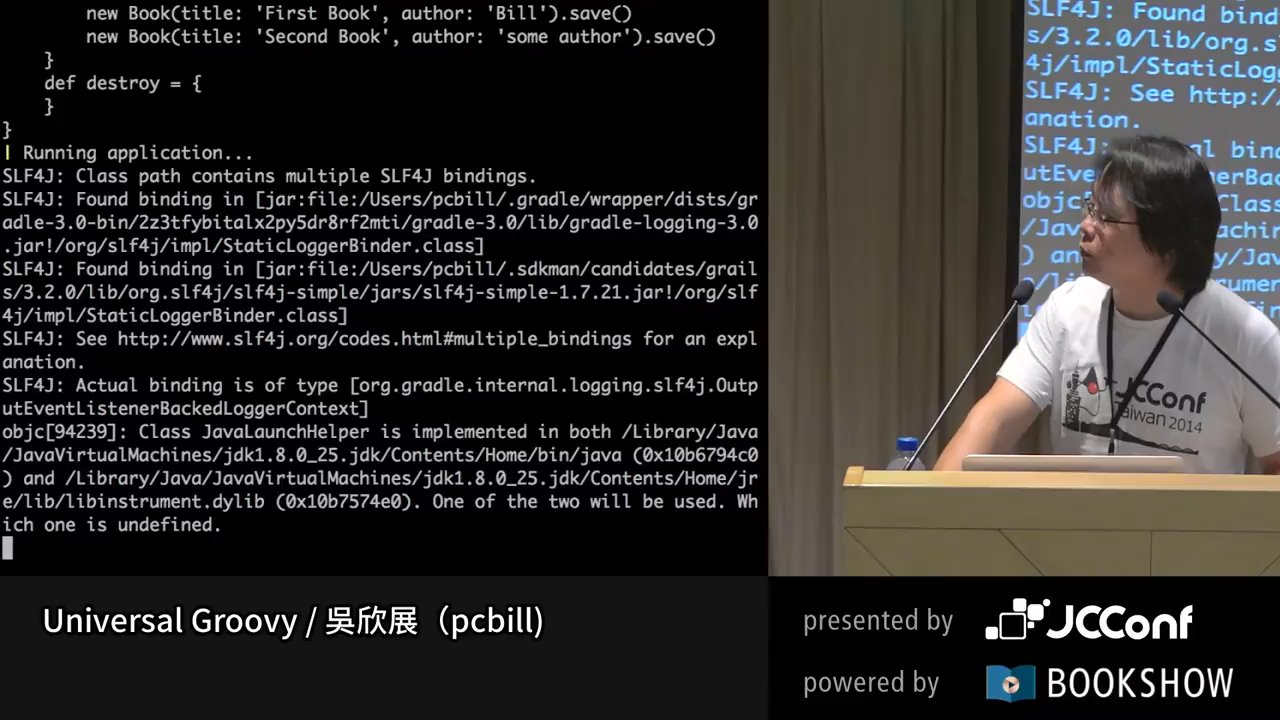 new Book(title: 'First Book', author: 'Bill').save()
new Book(title: 'Second Book', author: 'some author').save()
}
def destroy = {
}
}
| Running application...
SLF4J: Class path contains multiple SLF4J bindings.
SLF4J: Found binding in [jar:file:/Users/pcbill/.gradle/wrapper/dists/gr
adle-3.0-bin/2z3tfybitalx2py5dr8rf2mti/gradle-3.0/lib/gradle-logging-3.0
.jar!/org/slf4j/impl/StaticLoggerBinder.class]
SLF4J: Found binding in [jar:file:/Users/pcbill/.sdkman/candidates/grail
s/3.2.0/lib/org.slf4j/slf4j-simple/jars/slf4j-simple-1.7.21.jar!/org/slf
4j/impl/StaticLoggerBinder.class]
SLF4J: See http://www.slf4j.org/codes.html#multiple_bindings for an expl
anation.
SLF4J: Actual binding is of type [org.gradle.internal.logging.slf4j.Outp
utEventListenerBackedLoggerContext]
objc[94239]: Class JavaLaunchHelper is implemented in both /Library/Java
/JavaVirtualMachines/jdk1.8.0_25.jdk/Contents/Home/bin/java (0x10b6794c0
) and /Library/Java/JavaVirtualMachines/jdk1.8.0_25.jdk/Contents/Home/jr
e/lib/libinstrument.dylib (0x10b7574e0). One of the two will be used. Wh
ich one is undefined.
SLF4J: Found bind
s/3.2.0/lib/org.s
4j/impl/StaticLog
SLF4J: See http:/
anation.
SLF4J: al bin
utEve
objc Class
/Jav
) an ry/Ja
JCConf
Taiwan 2014
Universal Groovy / 吳欣展（pcbill)
presented by JCConf
powered by BOOKSHOW